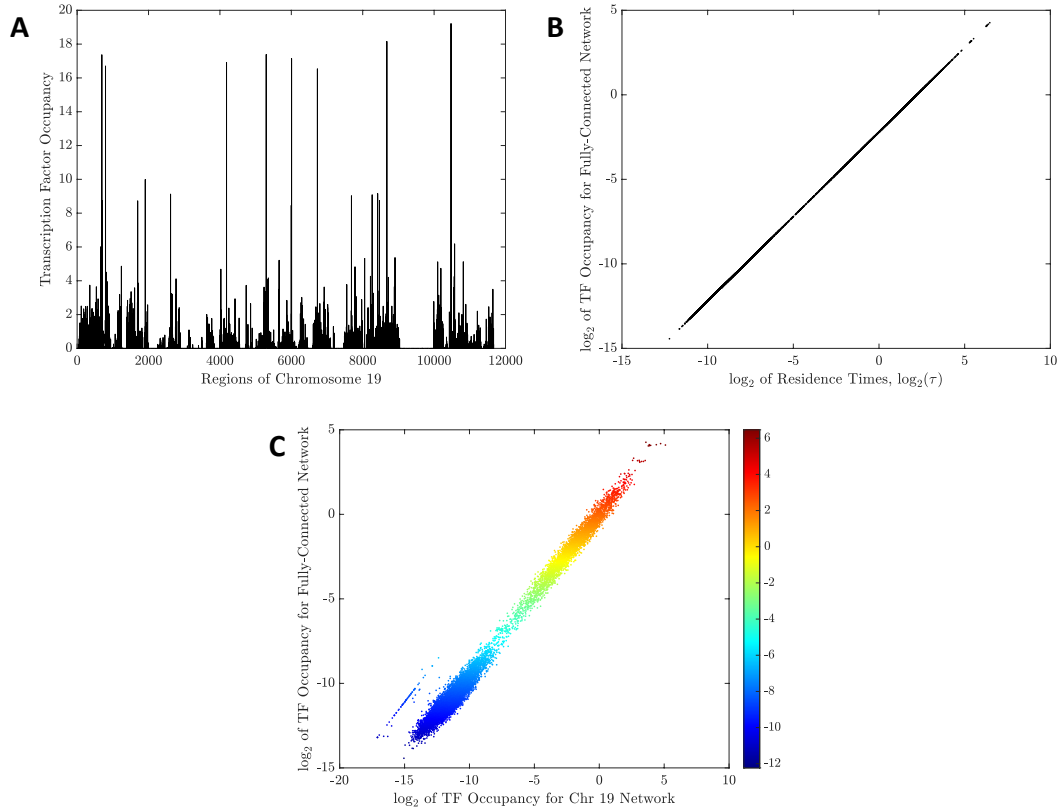 A
20
18
16
14
12
10
8
6
4
2
0
0 2000 4000 6000 8000 10000 12000
Transcription Factor Occupancy
Regions of Chromosome 19
B
5
0
-5
-10
-15
-15 -10 -5 0 5 10
log₂ of TF Occupancy for Fully-Connected Network
log₂ of Residence Times, log₂(τ)
C
5
0
-5
-10
-15
-20 -15 -10 -5 0 5 10
log₂ of TF Occupancy for Fully-Connected Network
log₂ of TF Occupancy for Chr 19 Network
6
4
2
0
-2
-4
-6
-8
-10
-12